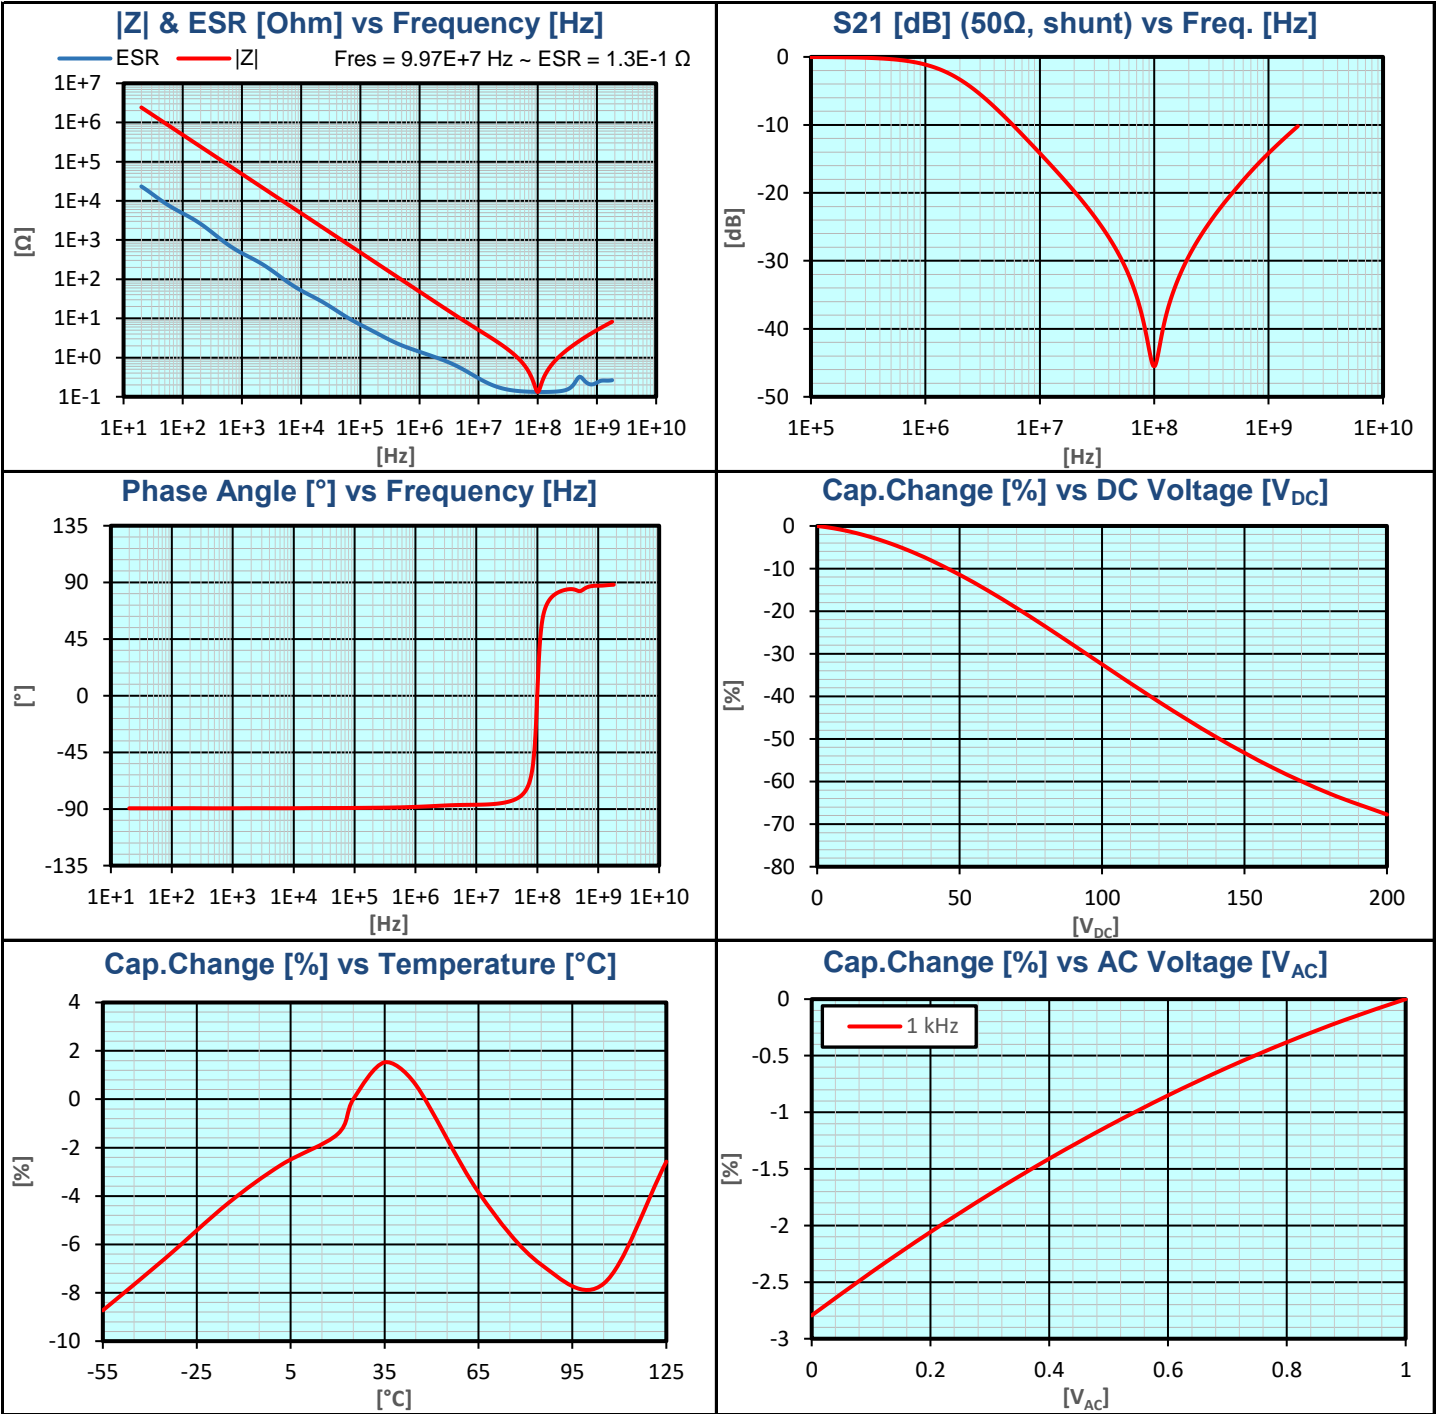 |Z| & ESR [Ohm] vs Frequency [Hz]
ESR |Z| Fres = 9.97E+7 Hz ~ ESR = 1.3E-1 Ω
1E+7
1E+6
1E+5
1E+4
1E+3
1E+2
1E+1
1E+0
1E-1
[Ω]
1E+1 1E+2 1E+3 1E+4 1E+5 1E+6 1E+7 1E+8 1E+9 1E+10
[Hz]
S21 [dB] (50Ω, shunt) vs Freq. [Hz]
0
-10
-20
-30
-40
-50
[dB]
1E+5 1E+6 1E+7 1E+8 1E+9 1E+10
[Hz]
Phase Angle [°] vs Frequency [Hz]
135
90
45
0
-45
-90
-135
[°]
1E+1 1E+2 1E+3 1E+4 1E+5 1E+6 1E+7 1E+8 1E+9 1E+10
[Hz]
Cap.Change [%] vs DC Voltage [VDC]
0
-10
-20
-30
-40
-50
-60
-70
-80
[%]
0 50 100 150 200
[VDC]
Cap.Change [%] vs Temperature [°C]
4
2
0
-2
-4
-6
-8
-10
[%]
-55 -25 5 35 65 95 125
[°C]
Cap.Change [%] vs AC Voltage [VAC]
1 kHz
0
-0.5
-1
-1.5
-2
-2.5
-3
[%]
0 0.2 0.4 0.6 0.8 1
[VAC]